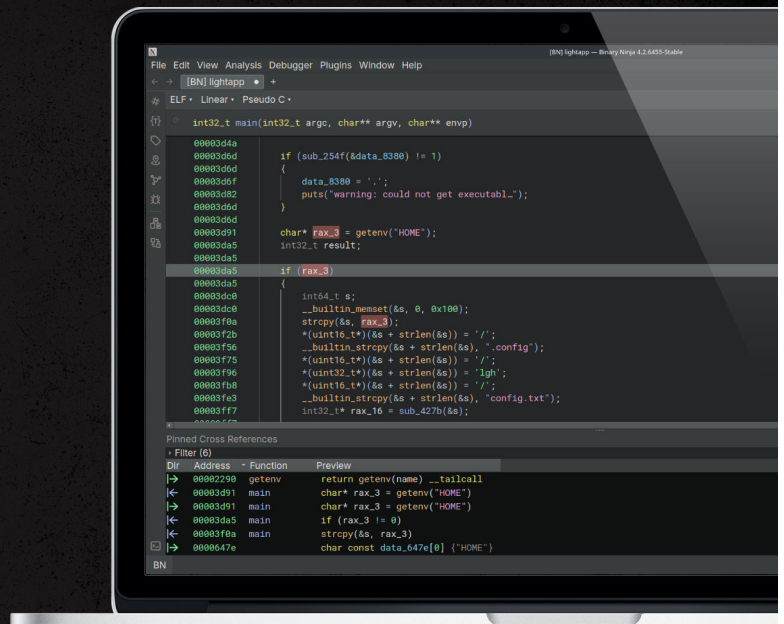 [BN] lightapp — Binary Ninja 4.2.6455-Stable
File Edit View Analysis Debugger Plugins Window Help
[BN] lightapp • +
ELF • Linear • Pseudo C •
int32_t main(int32_t argc, char** argv, char** envp)
00003d4a
00003d6d if (sub_254f(&data_8380) != 1)
00003d6d {
00003d6f data_8380 = '.';
00003d82 puts("warning: could not get executabl…");
00003d6d }
00003d6d
00003d91 char* rax_3 = getenv("HOME");
00003da5 int32_t result;
00003da5
00003da5 if (rax_3)
00003da5 {
00003dc0 int64_t s;
00003dc0 __builtin_memset(&s, 0, 0x100);
00003f0a strcpy(&s, rax_3);
00003f2b *(uint16_t*)(&s + strlen(&s)) = '/';
00003f56 __builtin_strcpy(&s + strlen(&s), ".config");
00003f75 *(uint16_t*)(&s + strlen(&s)) = '/';
00003f96 *(uint32_t*)(&s + strlen(&s)) = 'lgh';
00003fb8 *(uint16_t*)(&s + strlen(&s)) = '/';
00003fe3 __builtin_strcpy(&s + strlen(&s), "config.txt");
00003ff7 int32_t* rax_16 = sub_427b(&s);
Pinned Cross References
Filter (6)
Dir Address Function Preview
00002290 getenv return getenv(name) __tailcall
00003d91 main char* rax_3 = getenv("HOME")
00003d91 main char* rax_3 = getenv("HOME")
00003da5 main if (rax_3 != 0)
00003f0a main strcpy(&s, rax_3)
0000647e char const data_647e[0] {"HOME"}
BN